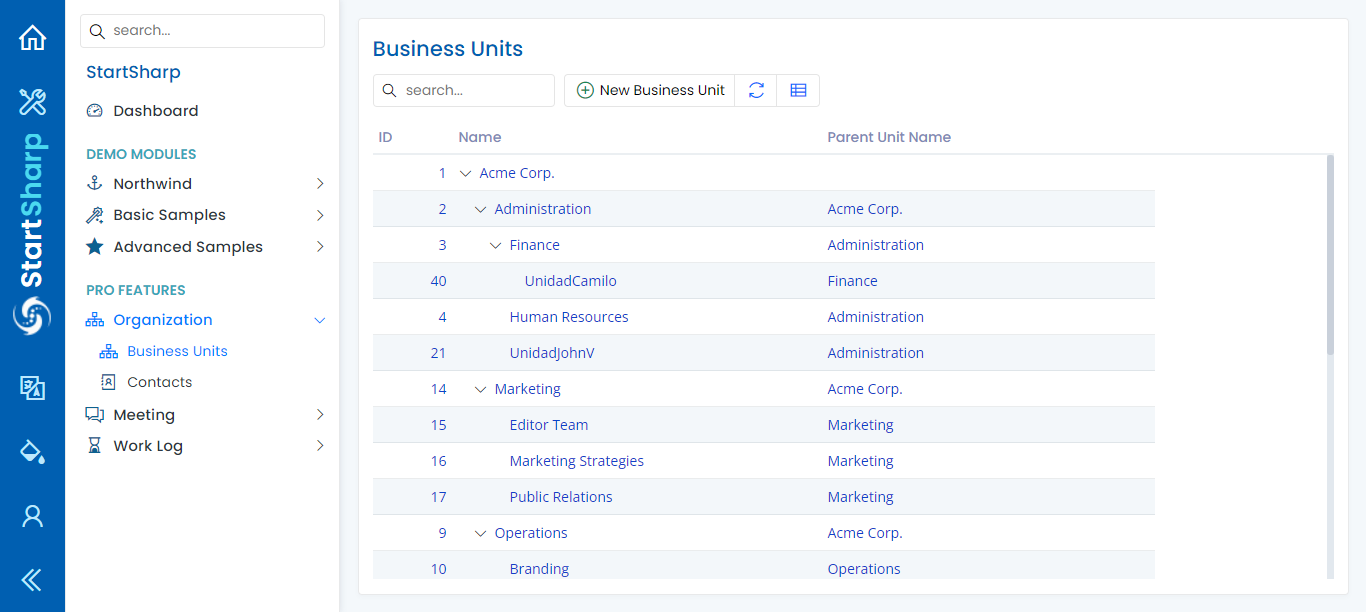 StartSharp
search...
StartSharp
Dashboard
DEMO MODULES
Northwind
Basic Samples
Advanced Samples
PRO FEATURES
Organization
Business Units
Contacts
Meeting
Work Log
Business Units
search...
New Business Unit
ID Name Parent Unit Name
1 Acme Corp.
2 Administration Acme Corp.
3 Finance Administration
40 UnidadCamilo Finance
4 Human Resources Administration
21 UnidadJohnV Administration
14 Marketing Acme Corp.
15 Editor Team Marketing
16 Marketing Strategies Marketing
17 Public Relations Marketing
9 Operations Acme Corp.
10 Branding Operations